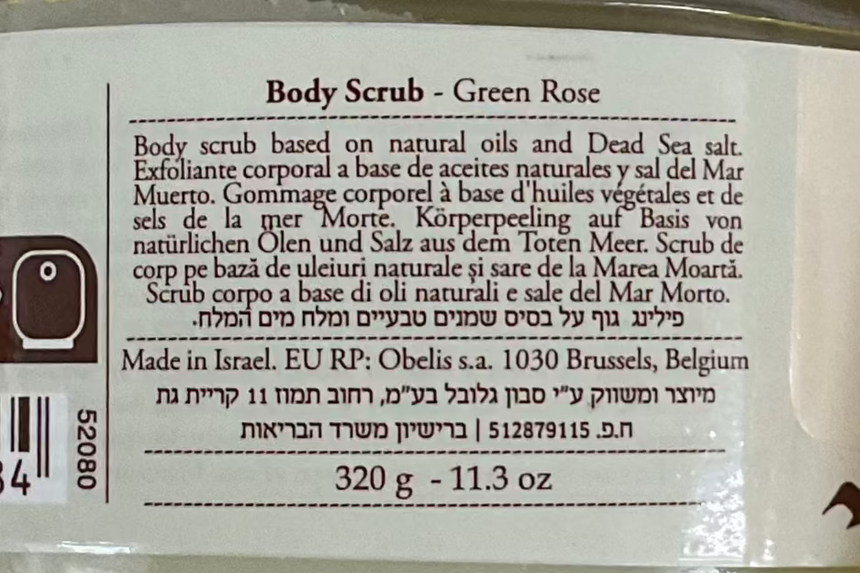 Body Scrub - Green Rose
Body scrub based on natural oils and Dead Sea salt.
Exfoliante corporal a base de aceites naturales y sal del Mar
Muerto. Gommage corporel à base d'huiles végétales et de
sels de la mer Morte. Körperpeeling auf Basis von
natürlichen Ölen und Salz aus dem Toten Meer. Scrub de
corp pe bază de uleiuri naturale și sare de la Marea Moartă.
Scrub corpo a base di oli naturali e sale del Mar Morto.
פילינג גוף על בסיס שמנים טבעיים ומלח מים המלח.
Made in Israel. EU RP: Obelis s.a. 1030 Brussels, Belgium
מיוצר ומשווק ע"י סבון גלובל בע"מ, רחוב תמוז 11 קריית גת
ח.פ. 512879115 | ברישיון משרד הבריאות
320 g - 11.3 oz
52080
4